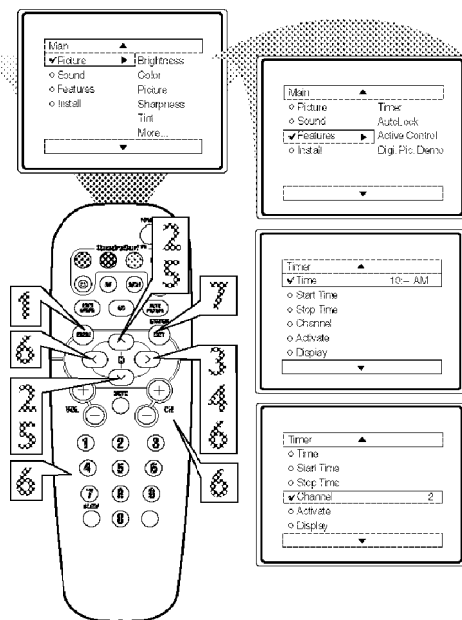 Main
Picture
Brightness
Sound
Color
Features
Picture
Install
Sharpness
Tint
More...
Main
Picture
Timer
Sound
AutoLock
Features
Active Control
Install
Digi. Pic. Demo
Timer
Time
10:-- AM
Start Time
Stop Time
Channel
Activate
Display
Timer
Time
Start Time
Stop Time
Channel
2
Activate
Display
QuadraSurf
2
5
1
7
6
3
4
6
2
5
6
6
VOL
MUTE
CH
1
2
3
4
5
6
7
8
9
0